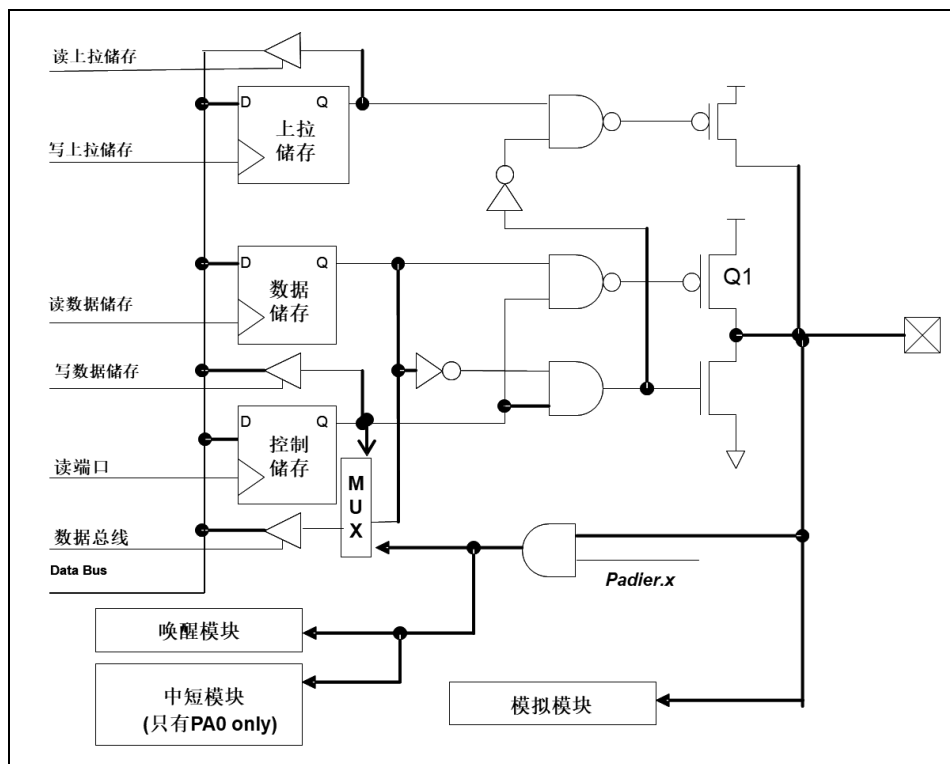 读上拉储存
D Q
上拉
储存
写上拉储存
D Q
数据
储存
Q1
读数据储存
写数据储存
D Q
控制
储存
读端口
M
U
X
数据总线
Data Bus
Padier.x
唤醒模块
中短模块
(只有PA0 only)
模拟模块